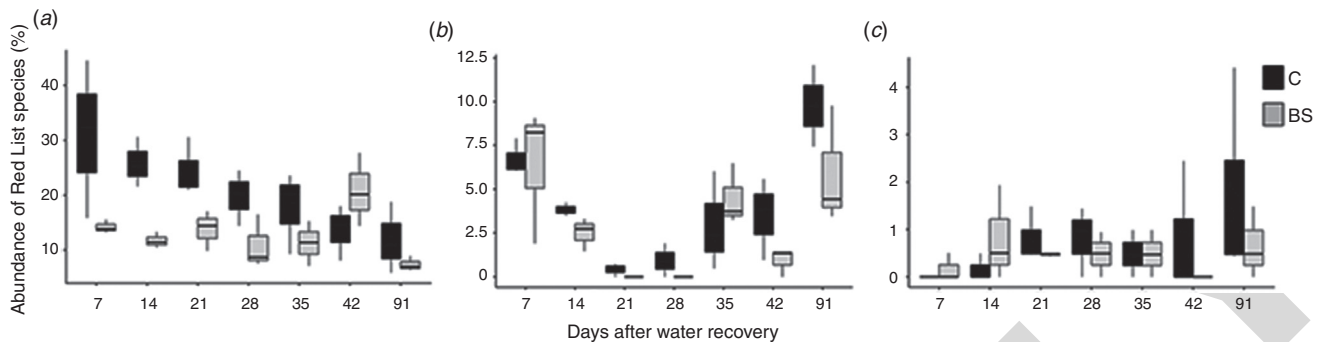 (a)
(b)
(c)
Abundance of Red List species (%)
40
30
20
10
7 14 21 28 35 42 91
12.5
10.0
7.5
5.0
2.5
0
7 14 21 28 35 42 91
4
3
2
1
0
7 14 21 28 35 42 91
C
BS
Days after water recovery